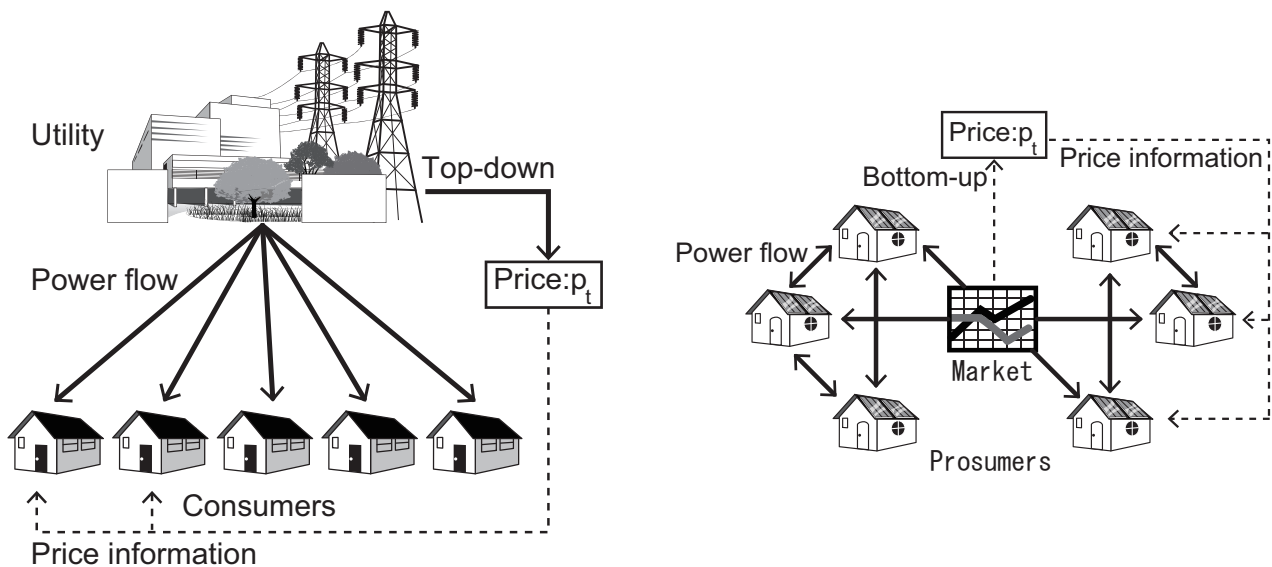 Utility
Top-down
Power flow
Price:pt
Consumers
Price information
Price:pt
Price information
Bottom-up
Power flow
Market
Prosumers